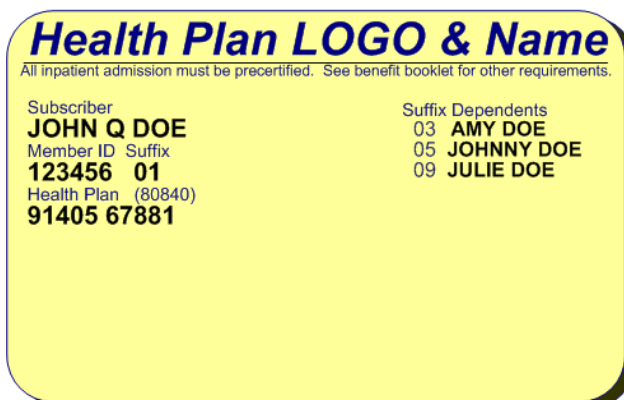 Health Plan LOGO & Name
All inpatient admission must be precertified. See benefit booklet for other requirements.
Subscriber
JOHN Q DOE
Member ID Suffix
123456 01
Health Plan (80840)
91405 67881
Suffix Dependents
03 AMY DOE
05 JOHNNY DOE
09 JULIE DOE